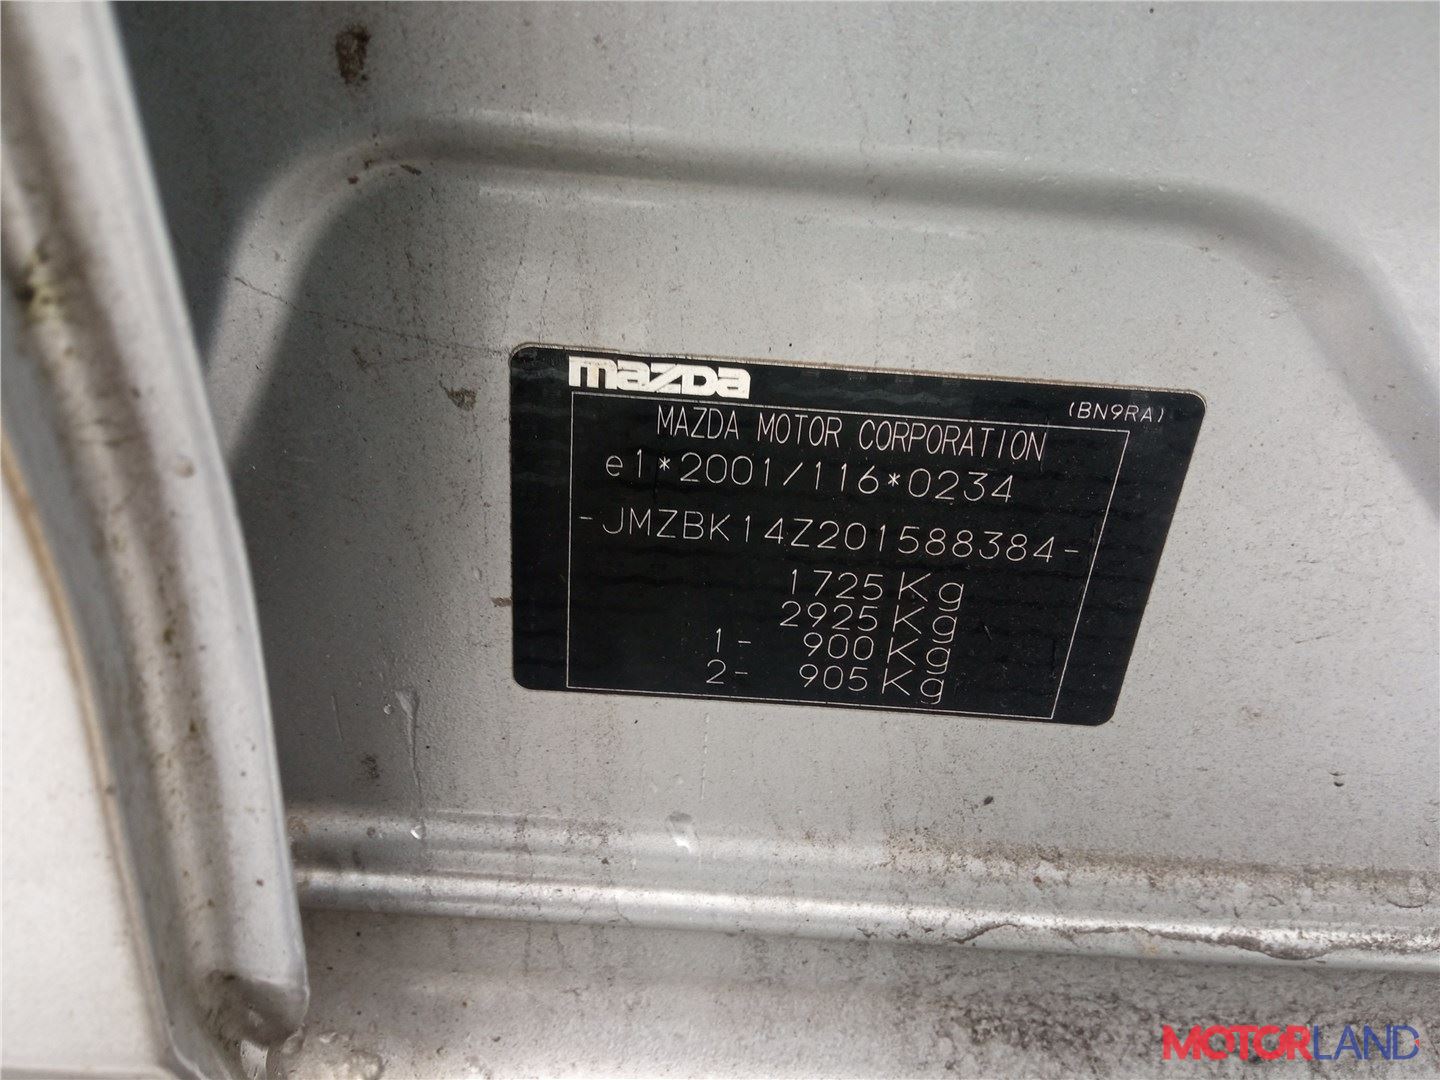 mazda
(BN9RA)
MAZDA MOTOR CORPORATION
e1*2001/116*0234
-JMZBK14Z201588384-
1725Kg
2925Kg
1- 900Kg
2- 905Kg
MOTORLAND